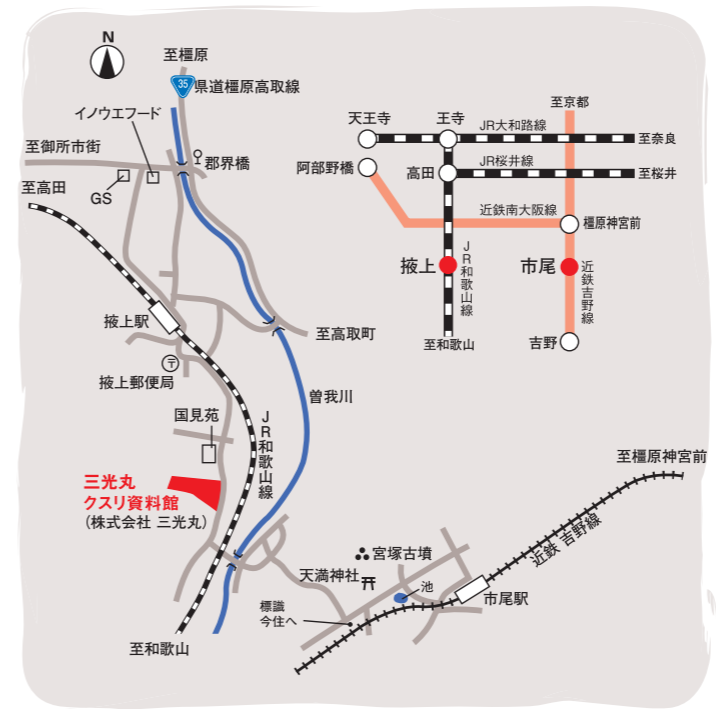 N
至橿原
35
県道橿原高取線
イノウエフード
至御所市街
郡界橋
GS
至高田
掖上駅
至高取町
〒
掖上郵便局
曽我川
国見苑
JR和歌山線
三光丸
クスリ資料館
(株式会社 三光丸)
至和歌山
天王寺
王寺
JR大和路線
至京都
至奈良
阿部野橋
高田
JR桜井線
至桜井
近鉄南大阪線
橿原神宮前
掖上
JR和歌山線
市尾
近鉄吉野線
至和歌山
吉野
至橿原神宮前
近鉄 吉野線
宮塚古墳
天満神社
池
市尾駅
標識
今住へ